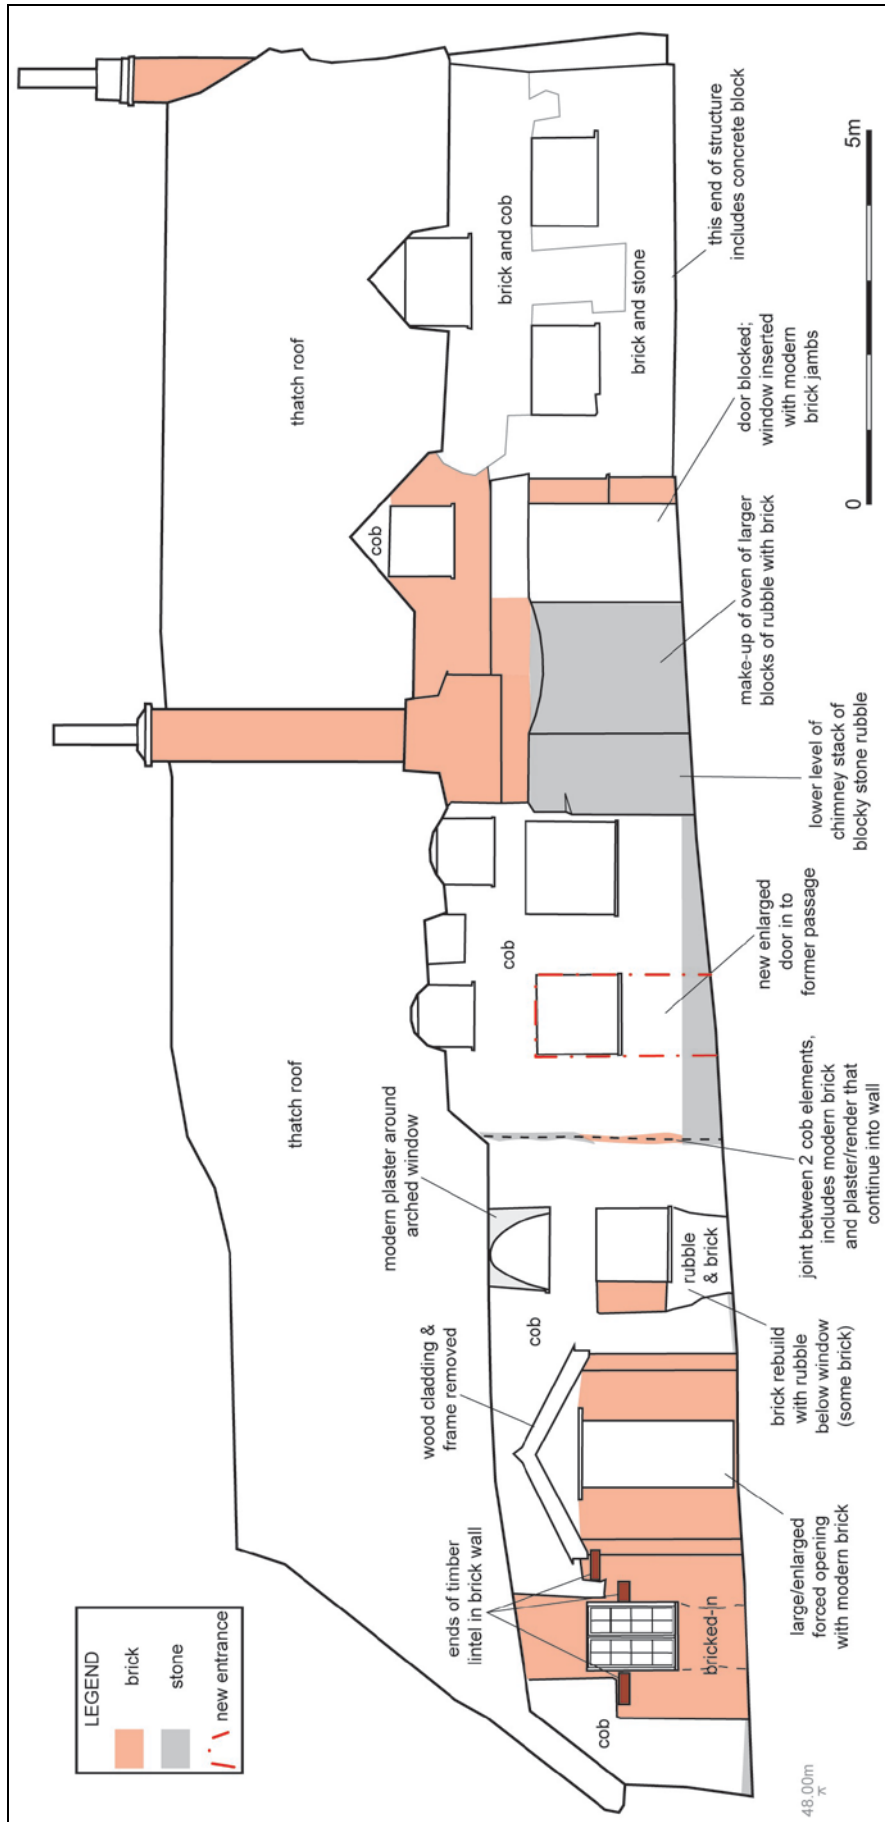 LEGEND
brick
stone
new entrance
thatch roof
thatch roof
modern plaster around
arched window
wood cladding &
frame removed
ends of timber
lintel in brick wall
cob
bricked-in
cob
rubble
& brick
cob
cob
brick and cob
brick and stone
large/enlarged
forced opening
with modern brick
brick rebuild
with rubble
below window
(some brick)
joint between 2 cob elements,
includes modern brick
and plaster/render that
continue into wall
new enlarged
door in to
former passage
lower level of
chimney stack of
blocky stone rubble
make-up of oven of larger
blocks of rubble with brick
door blocked;
window inserted
with modern
brick jambs
this end of structure
includes concrete block
48.00m
0
5m